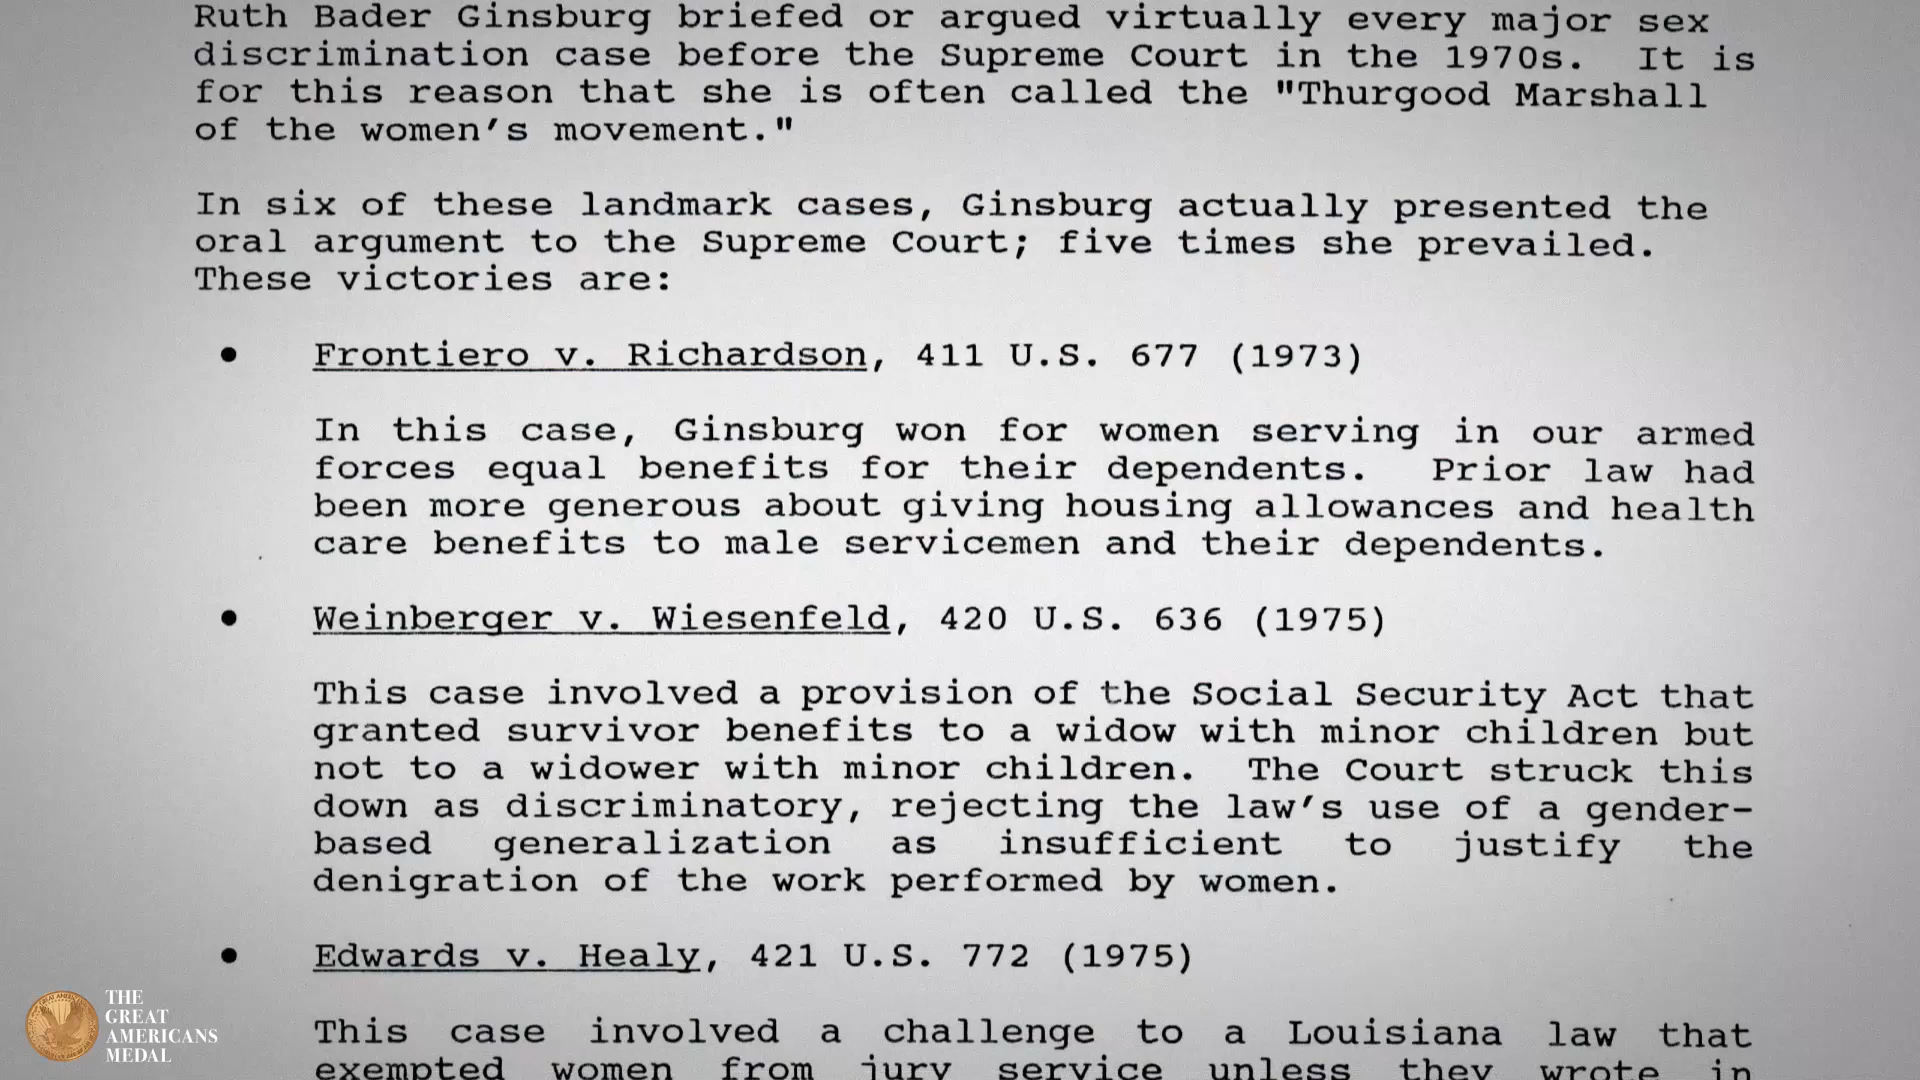 Ruth Bader Ginsburg briefed or argued virtually every major sex
discrimination case before the Supreme Court in the 1970s. It is
for this reason that she is often called the "Thurgood Marshall
of the women's movement."
In six of these landmark cases, Ginsburg actually presented the
oral argument to the Supreme Court; five times she prevailed.
These victories are:
• Frontiero v. Richardson, 411 U.S. 677 (1973)
In this case, Ginsburg won for women serving in our armed
forces equal benefits for their dependents. Prior law had
been more generous about giving housing allowances and health
care benefits to male servicemen and their dependents.
• Weinberger v. Wiesenfeld, 420 U.S. 636 (1975)
This case involved a provision of the Social Security Act that
granted survivor benefits to a widow with minor children but
not to a widower with minor children. The Court struck this
down as discriminatory, rejecting the law's use of a gender-
based generalization as insufficient to justify the
denigration of the work performed by women.
• Edwards v. Healy, 421 U.S. 772 (1975)
This case involved a challenge to a Louisiana law that
exempted women from jury service unless they wrote in
THE
GREAT
AMERICANS
MEDAL